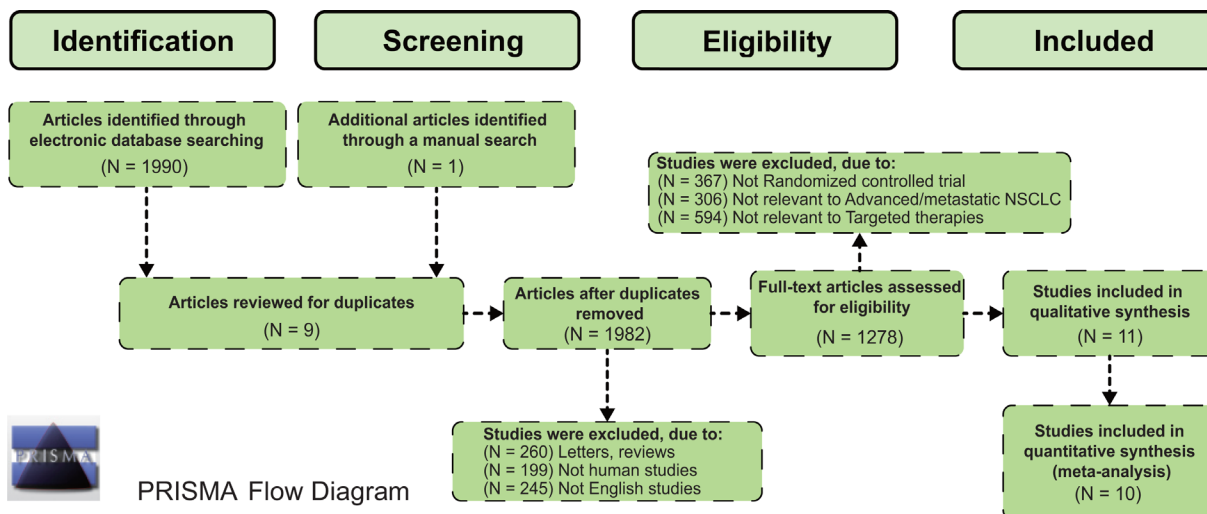 Identification
Screening
Eligibility
Included
Articles identified through
electronic database searching
(N = 1990)
Additional articles identified
through a manual search
(N = 1)
Studies were excluded, due to:
(N = 367) Not Randomized controlled trial
(N = 306) Not relevant to Advanced/metastatic NSCLC
(N = 594) Not relevant to Targeted therapies
Articles reviewed for duplicates
(N = 9)
Articles after duplicates
removed
(N = 1982)
Full-text articles assessed
for eligibility
(N = 1278)
Studies included in
qualitative synthesis
(N = 11)
Studies were excluded, due to:
(N = 260) Letters, reviews
(N = 199) Not human studies
(N = 245) Not English studies
Studies included in
quantitative synthesis
(meta-analysis)
(N = 10)
PRISMA
PRISMA Flow Diagram